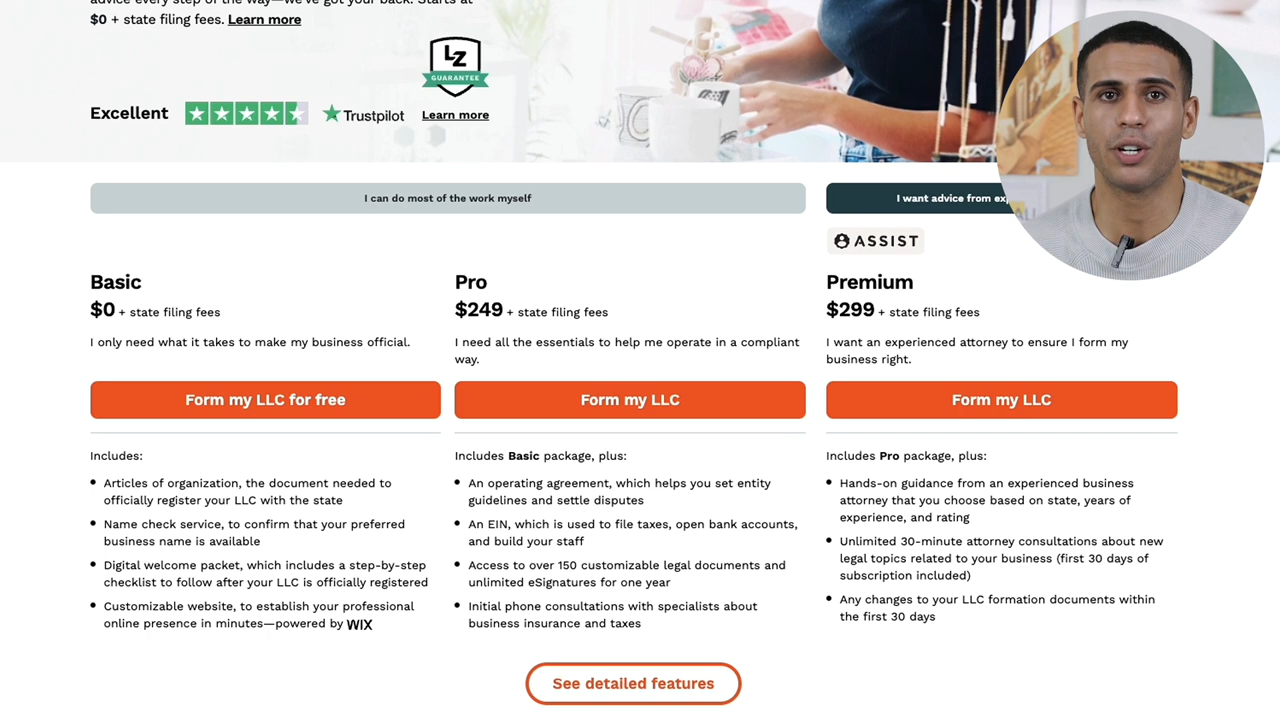 advice every step of the way—we've got your back. Starts at
$0 + state filing fees. Learn more
LZ
GUARANTEE
Excellent
Trustpilot
Learn more
I can do most of the work myself
I want advice from
ASSIST
Basic
$0 + state filing fees
I only need what it takes to make my business official.
Form my LLC for free
Includes:
• Articles of organization, the document needed to
officially register your LLC with the state
• Name check service, to confirm that your preferred
business name is available
• Digital welcome packet, which includes a step-by-step
checklist to follow after your LLC is officially registered
• Customizable website, to establish your professional
online presence in minutes—powered by WIX
Pro
$249 + state filing fees
I need all the essentials to help me operate in a compliant
way.
Form my LLC
Includes Basic package, plus:
• An operating agreement, which helps you set entity
guidelines and settle disputes
• An EIN, which is used to file taxes, open bank accounts,
and build your staff
• Access to over 150 customizable legal documents and
unlimited eSignatures for one year
• Initial phone consultations with specialists about
business insurance and taxes
Premium
$299 + state filing fees
I want an experienced attorney to ensure I form my
business right.
Form my LLC
Includes Pro package, plus:
• Hands-on guidance from an experienced business
attorney that you choose based on state, years of
experience, and rating
• Unlimited 30-minute attorney consultations about new
legal topics related to your business (first 30 days of
subscription included)
• Any changes to your LLC formation documents within
the first 30 days
See detailed features